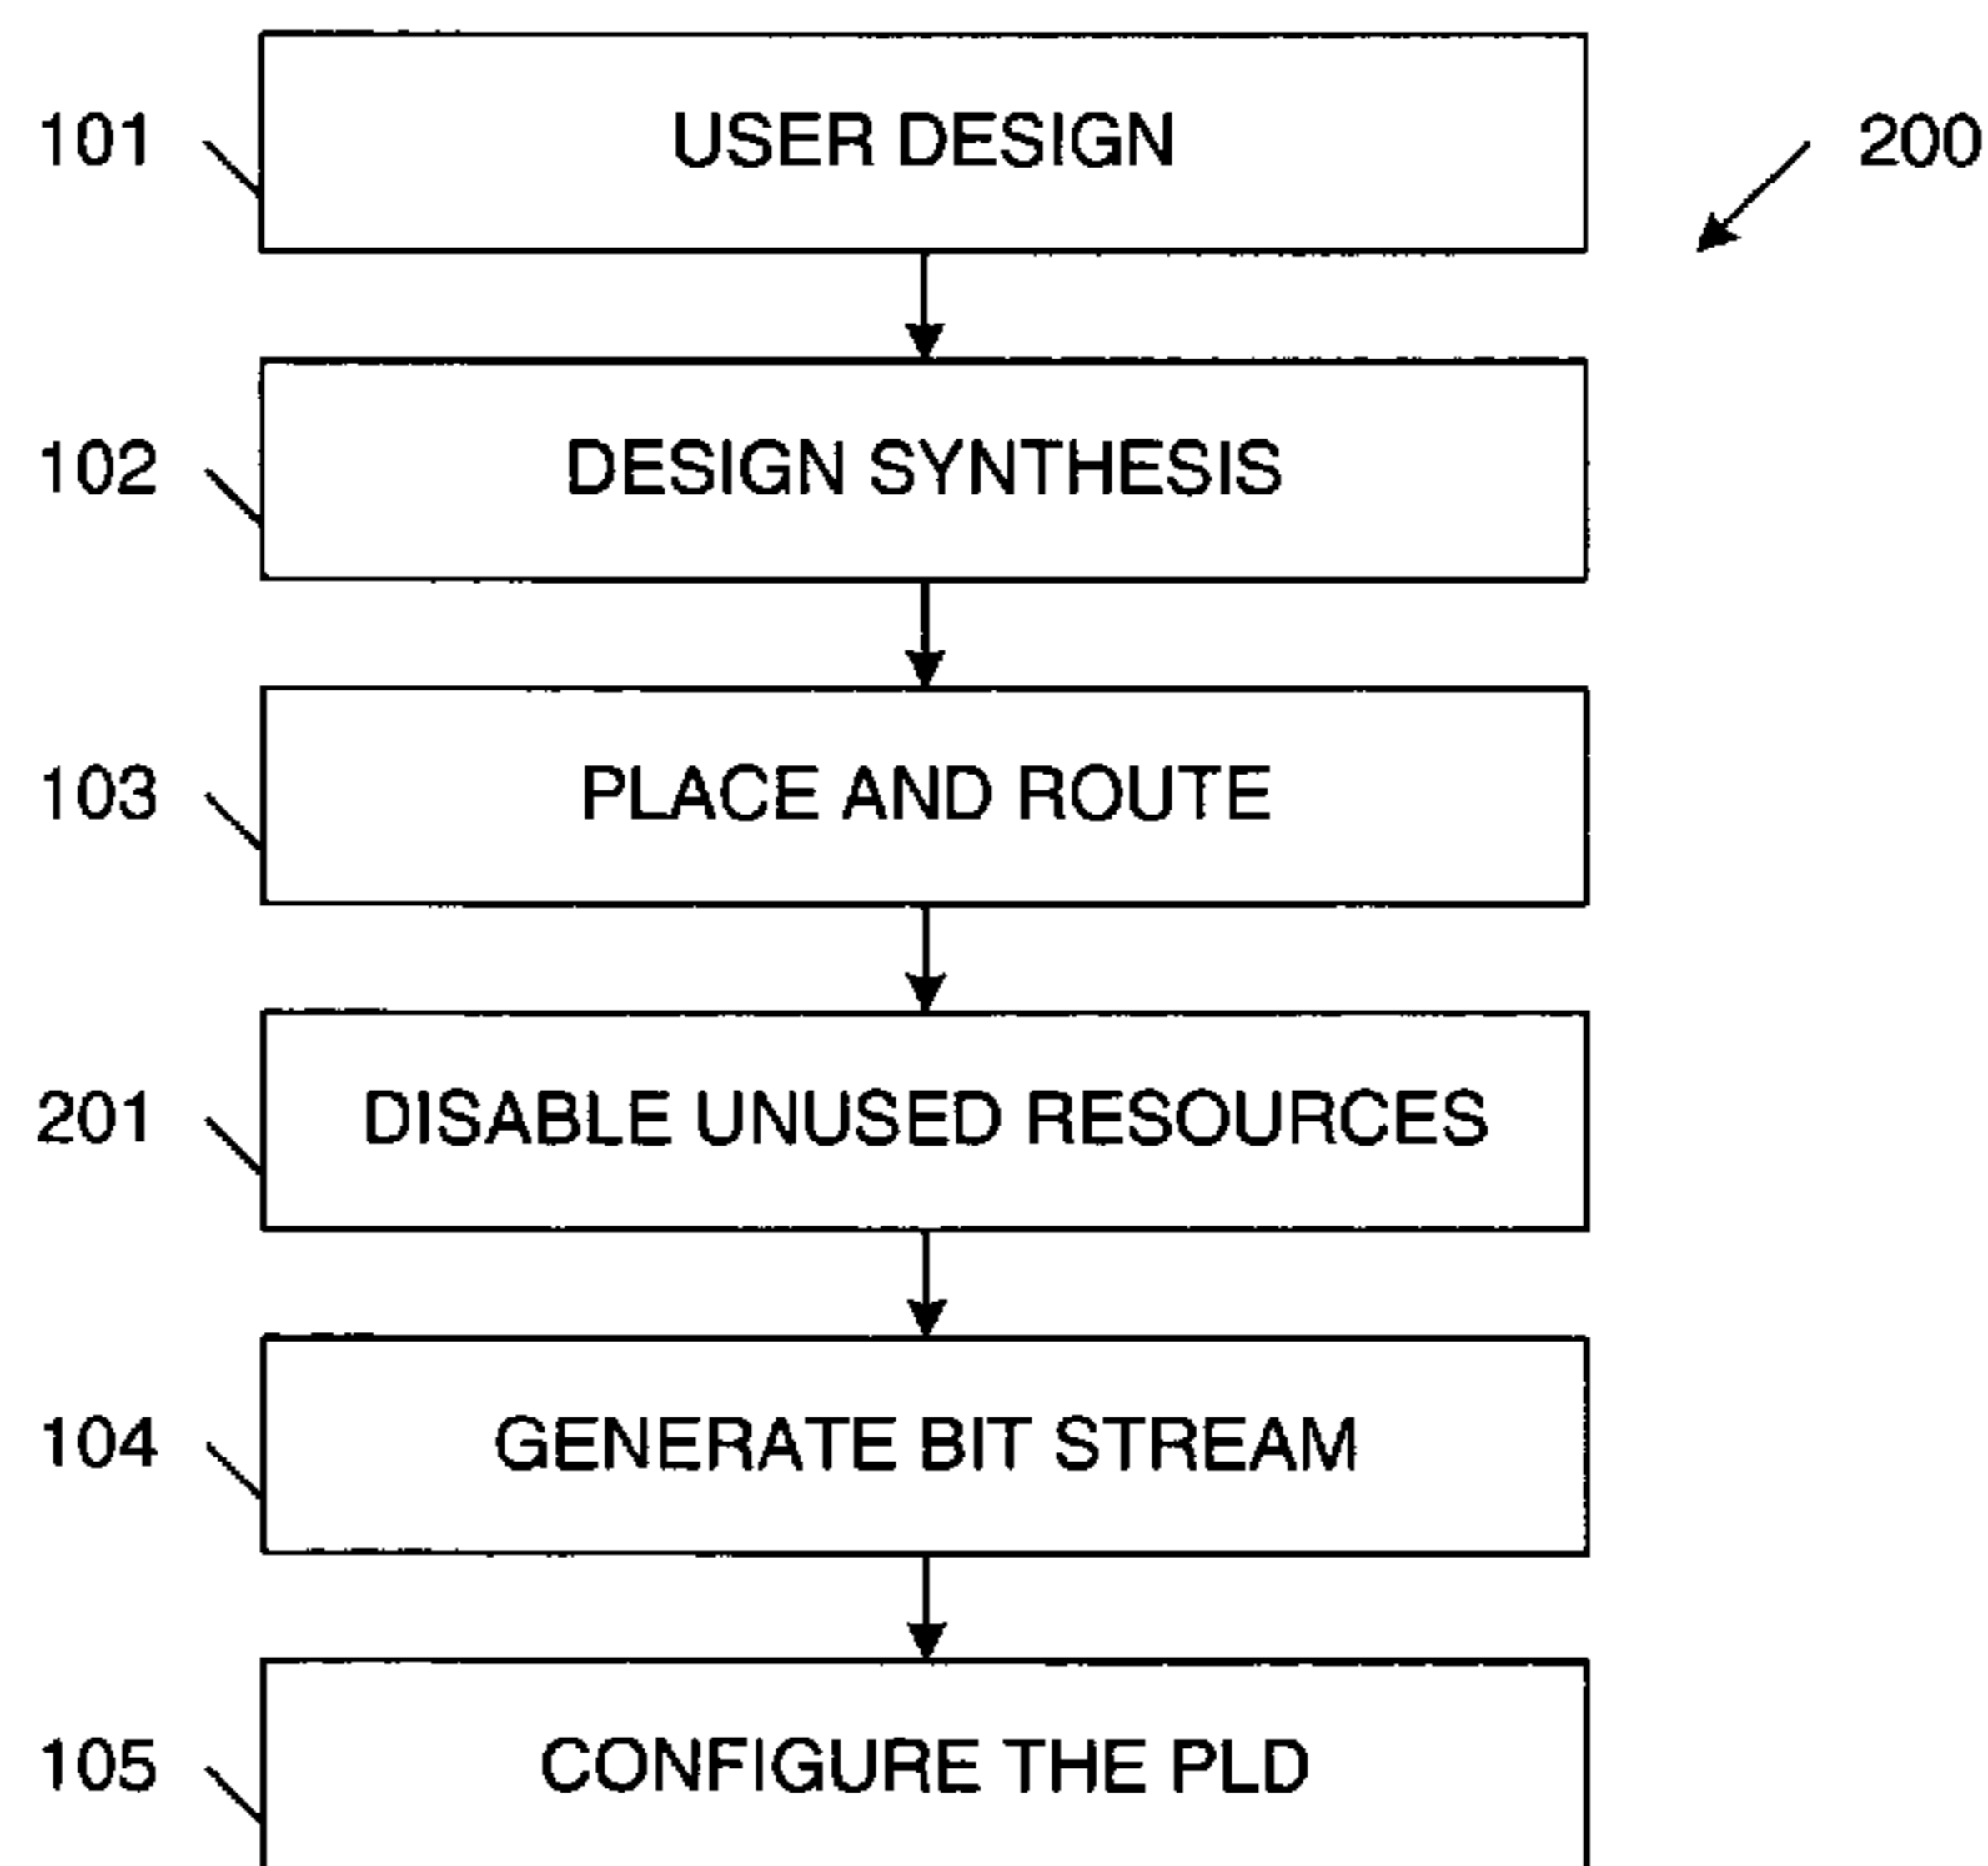 101
USER DESIGN
200
102
DESIGN SYNTHESIS
103
PLACE AND ROUTE
201
DISABLE UNUSED RESOURCES
104
GENERATE BIT STREAM
105
CONFIGURE THE PLD